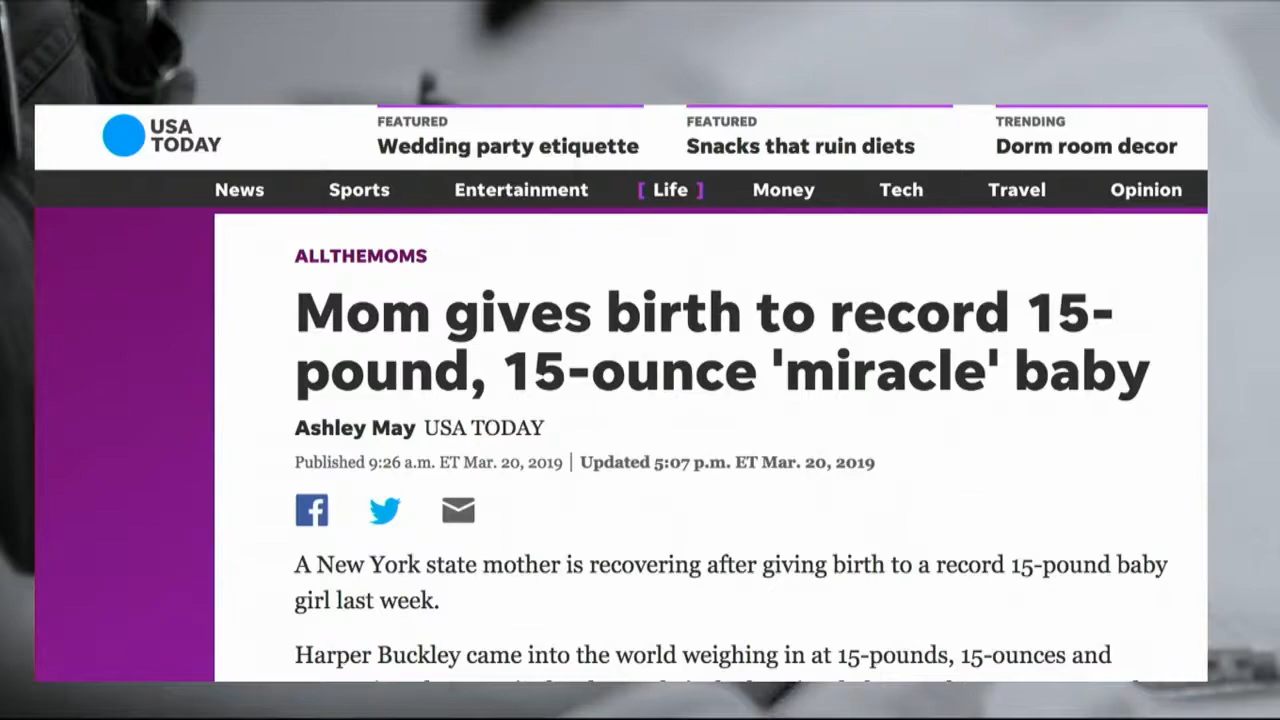 USA
TODAY
FEATURED
Wedding party etiquette
FEATURED
Snacks that ruin diets
TRENDING
Dorm room decor
News Sports Entertainment [ Life ] Money Tech Travel Opinion
ALLTHEMOMS
Mom gives birth to record 15-
pound, 15-ounce 'miracle' baby
Ashley May USA TODAY
Published 9:26 a.m. ET Mar. 20, 2019 | Updated 5:07 p.m. ET Mar. 20, 2019
A New York state mother is recovering after giving birth to a record 15-pound baby
girl last week.
Harper Buckley came into the world weighing in at 15-pounds, 15-ounces and